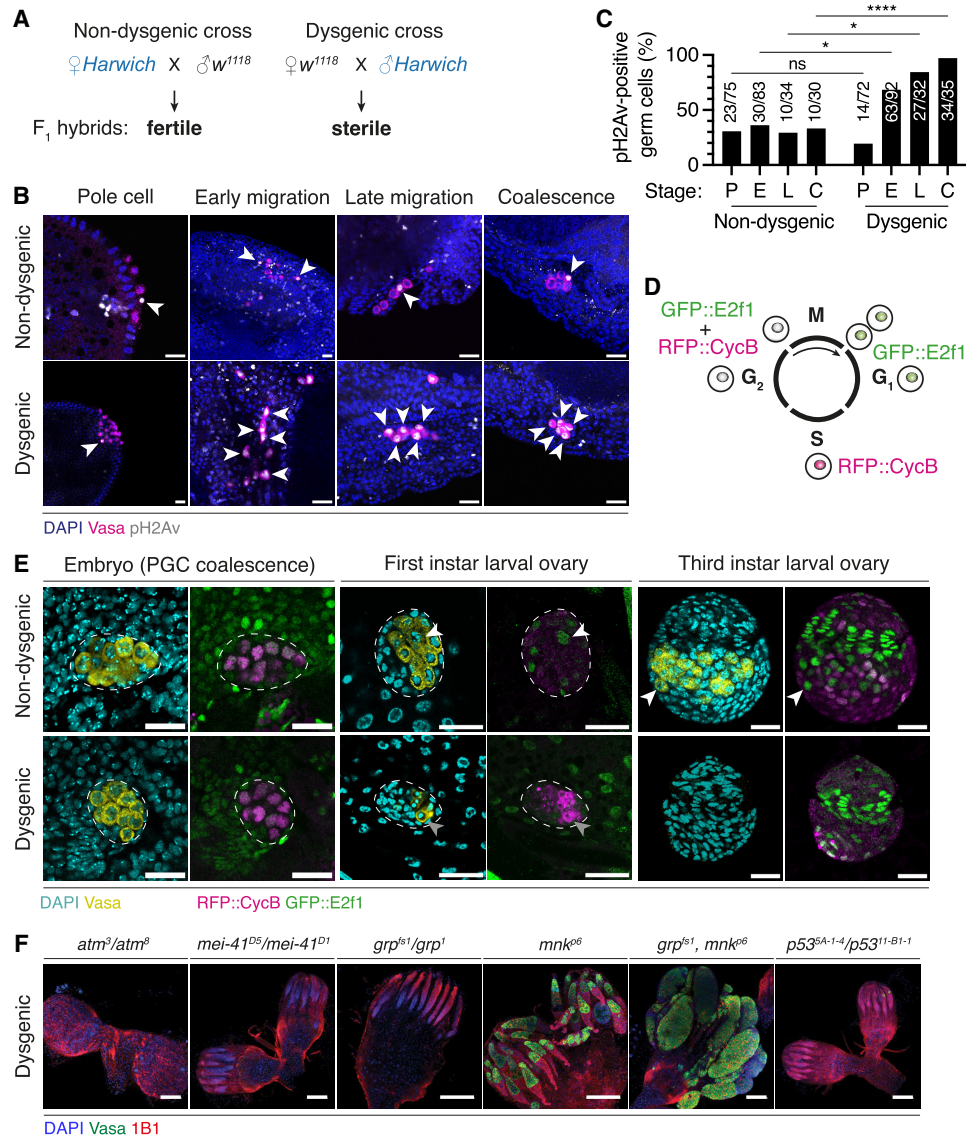 A
Non-dysgenic cross
Dysgenic cross
♀Harwich X ♂w1118
♀w1118 X ♂Harwich
F1 hybrids: fertile
sterile
B
Pole cell
Early migration
Late migration
Coalescence
Non-dysgenic
Dysgenic
DAPI Vasa pH2Av
C
pH2Av-positive
germ cells (%)
100
50
0
****
*
*
ns
23/75
30/83
10/34
10/30
14/72
63/92
27/32
34/35
Stage: P E L C P E L C
Non-dysgenic
Dysgenic
D
GFP::E2f1
+
RFP::CycB
M
GFP::E2f1
G2
G1
S
RFP::CycB
E
Embryo (PGC coalescence)
First instar larval ovary
Third instar larval ovary
Non-dysgenic
Dysgenic
DAPI Vasa
RFP::CycB GFP::E2f1
F
atm3/atm8
mei-41D5/mei-41D1
grpfs1/grp1
mnkp6
grpfs1, mnkp6
p535A-1-4/p5311-B1-1
Dysgenic
DAPI Vasa 1B1